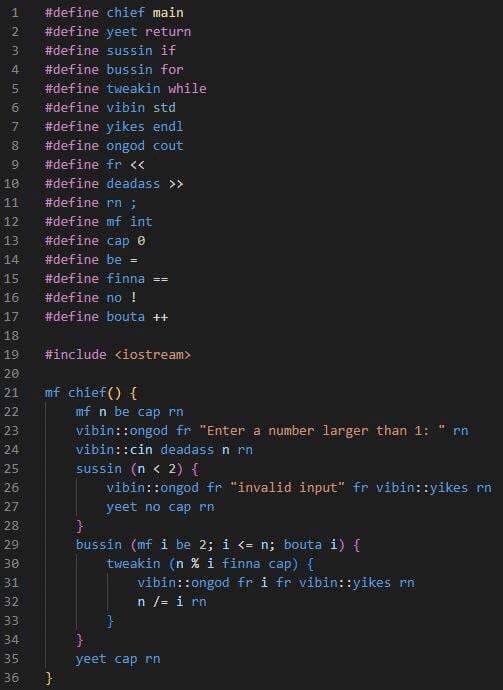 1 #define chief main
2 #define yeet return
3 #define sussin if
4 #define bussin for
5 #define tweakin while
6 #define vibin std
7 #define yikes endl
8 #define ongod cout
9 #define fr <<
10 #define deadass >>
11 #define rn ;
12 #define mf int
13 #define cap 0
14 #define be =
15 #define finna ==
16 #define no !
17 #define bouta ++
18
19 #include <iostream>
20
21 mf chief() {
22     mf n be cap rn
23     vibin::ongod fr "Enter a number larger than 1: " rn
24     vibin::cin deadass n rn
25     sussin (n < 2) {
26         vibin::ongod fr "invalid input" fr vibin::yikes rn
27         yeet no cap rn
28     }
29     bussin (mf i be 2; i <= n; bouta i) {
30         tweakin (n % i finna cap) {
31             vibin::ongod fr i fr vibin::yikes rn
32             n /= i rn
33         }
34     }
35     yeet cap rn
36 }